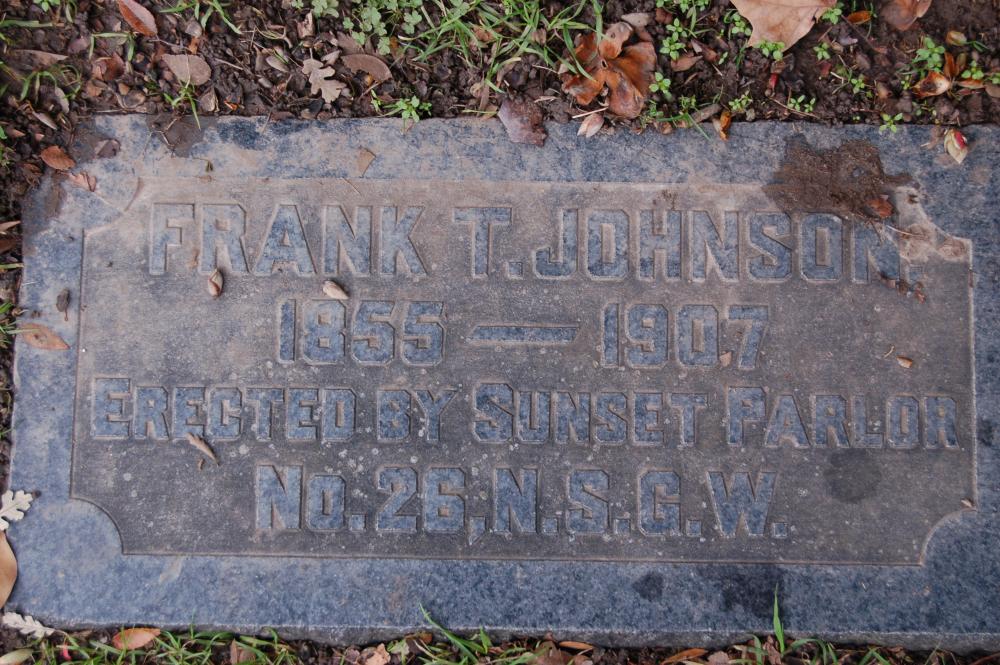 FRANK T. JOHNSON.
1855 — 1907
ERECTED BY SUNSET PARLOR
NO. 26, N.S.G.W.